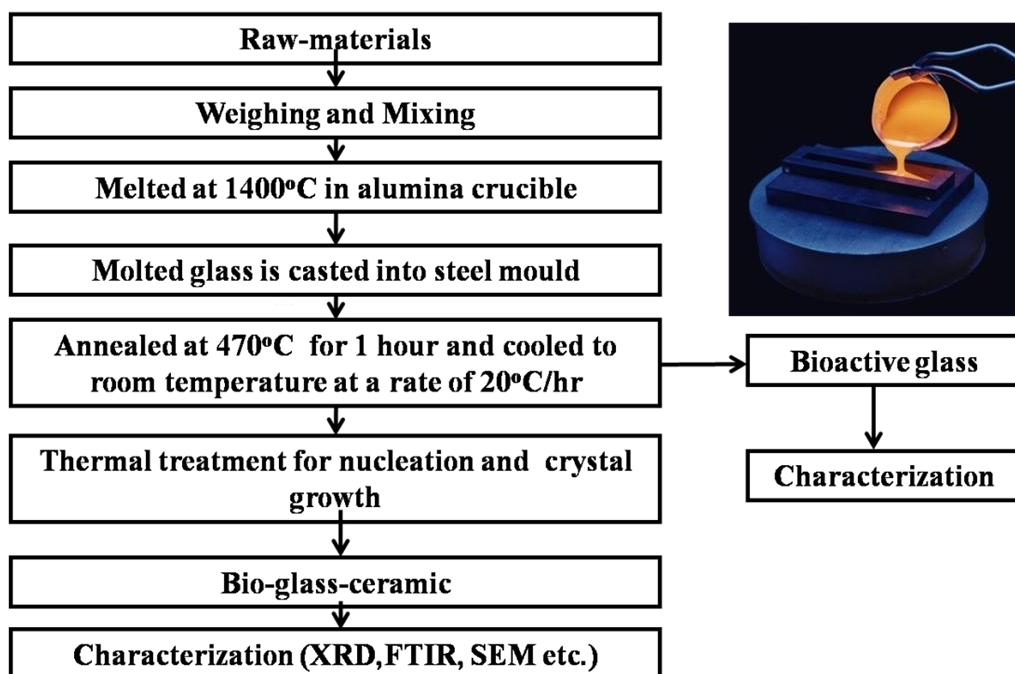 Raw-materials
Weighing and Mixing
Melted at 1400°C in alumina crucible
Molted glass is casted into steel mould
Annealed at 470°C for 1 hour and cooled to
room temperature at a rate of 20°C/hr
Thermal treatment for nucleation and crystal
growth
Bio-glass-ceramic
Characterization (XRD,FTIR, SEM etc.)
Bioactive glass
Characterization